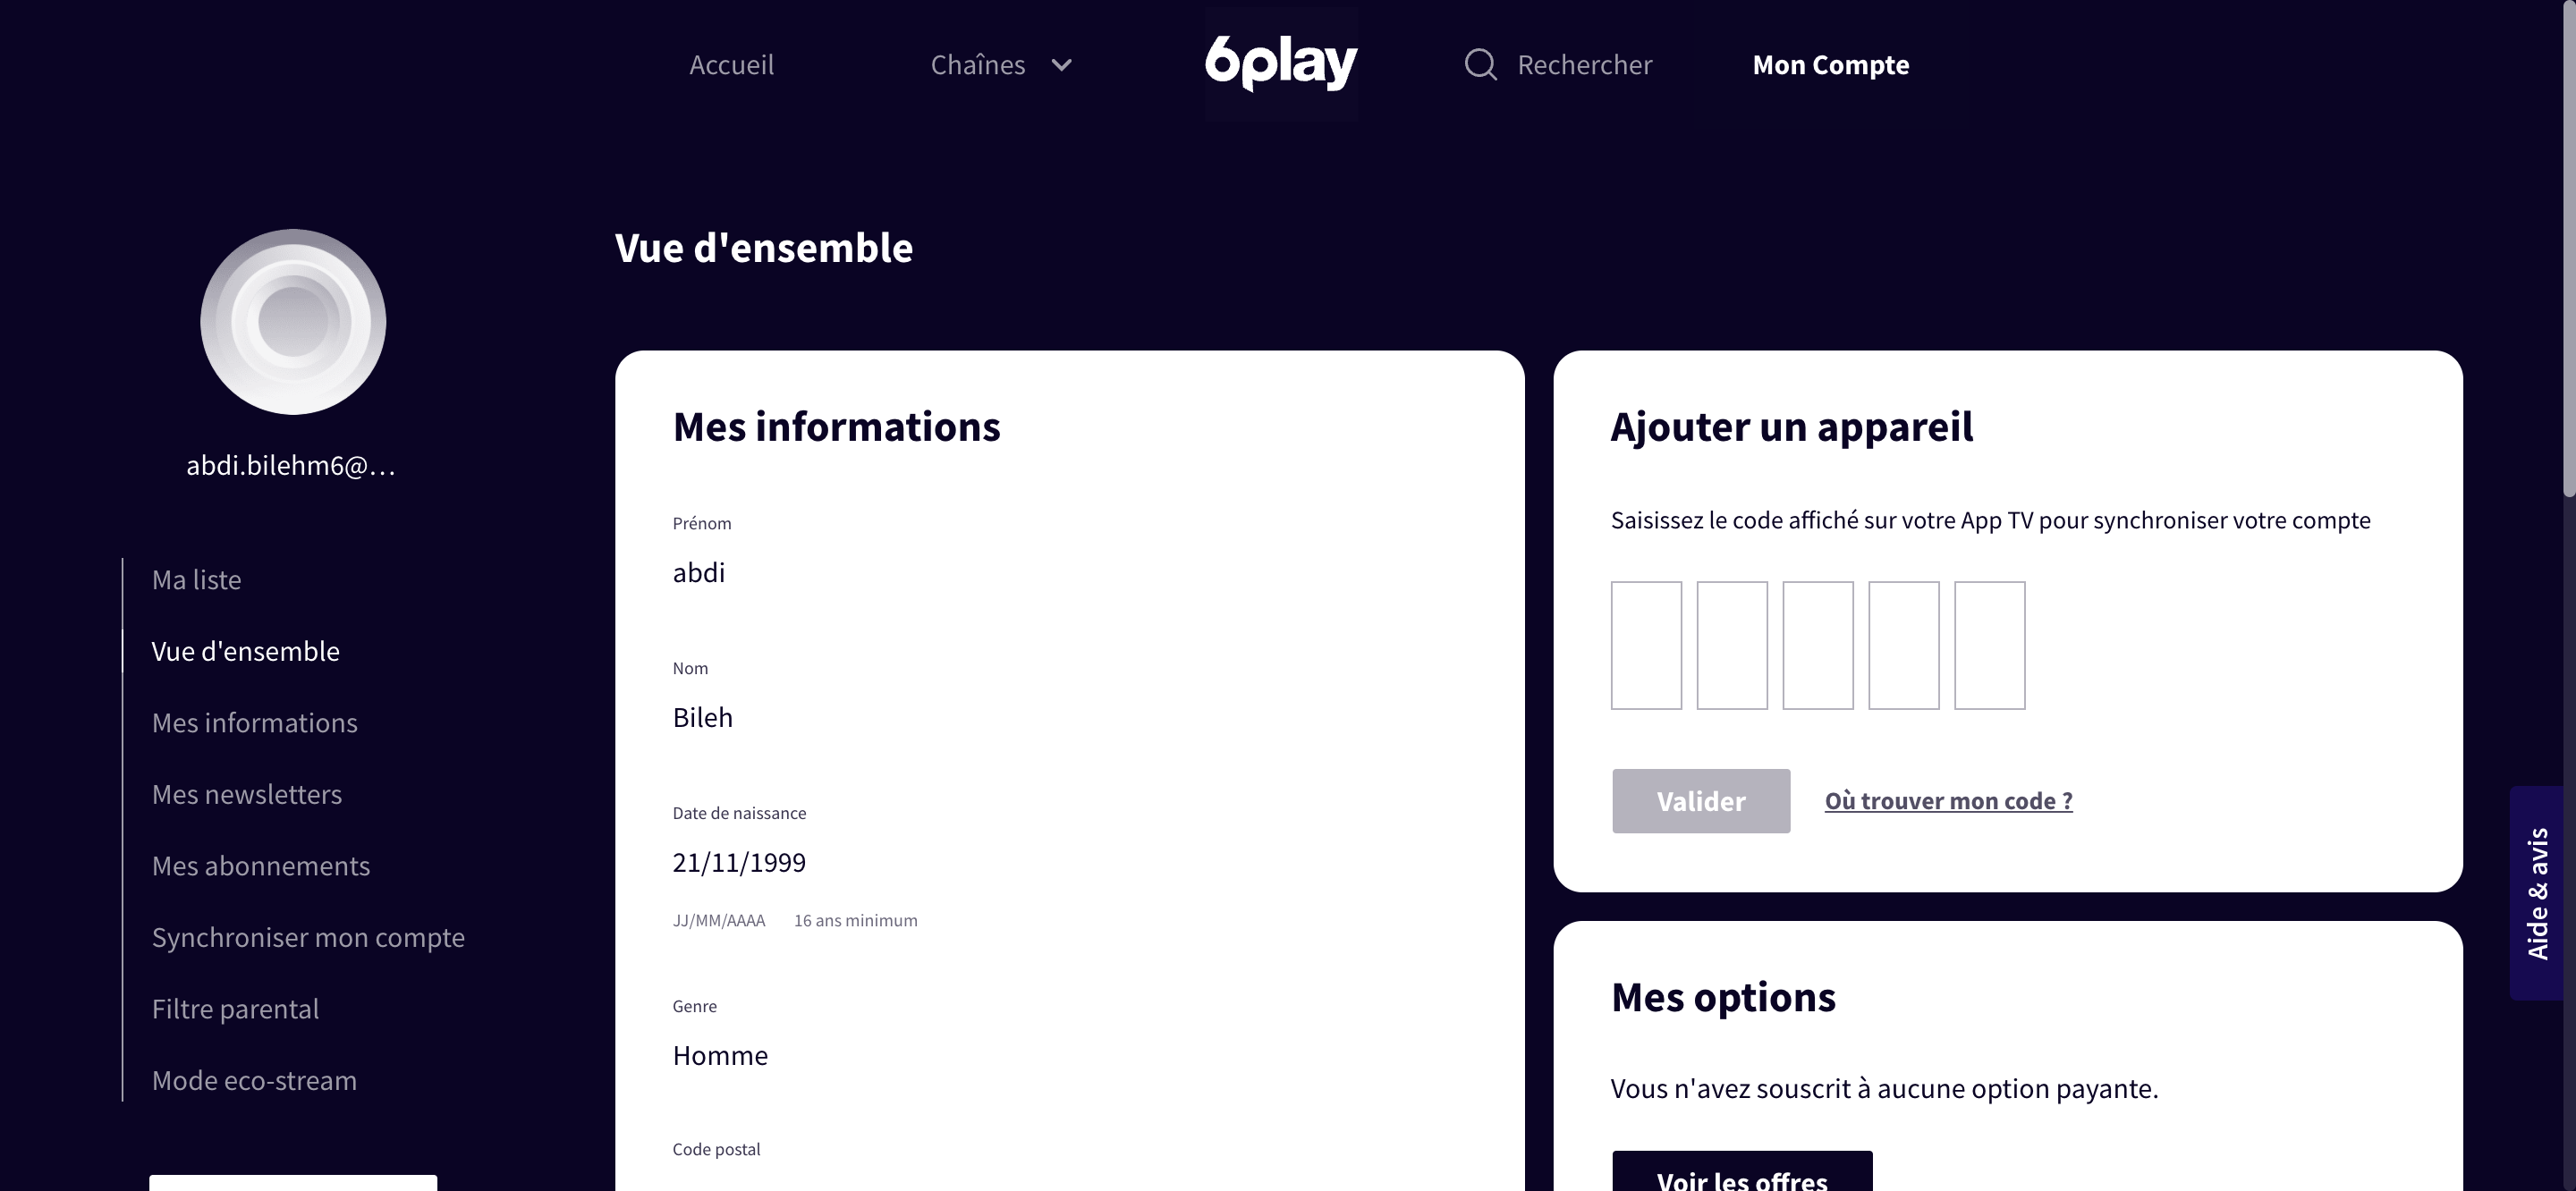 Accueil
Chaînes
6play
Rechercher
Mon Compte
abdi.bilehm6@...
Ma liste
Vue d'ensemble
Mes informations
Mes newsletters
Mes abonnements
Synchroniser mon compte
Filtre parental
Mode eco-stream
Vue d'ensemble
Mes informations
Prénom
abdi
Nom
Bileh
Date de naissance
21/11/1999
JJ/MM/AAAA 16 ans minimum
Genre
Homme
Code postal
Ajouter un appareil
Saisissez le code affiché sur votre App TV pour synchroniser votre compte
Valider
Où trouver mon code ?
Mes options
Vous n'avez souscrit à aucune option payante.
Voir les offres
Aide & avis